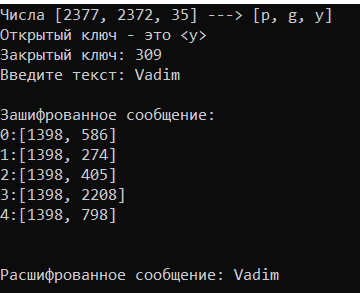 Числа [2377, 2372, 35] ---> [p, g, y]
Открытый ключ - это <y>
Закрытый ключ: 309
Введите текст: Vadim
Зашифрованное сообщение:
0:[1398, 586]
1:[1398, 274]
2:[1398, 405]
3:[1398, 2208]
4:[1398, 798]
Расшифрованное сообщение: Vadim